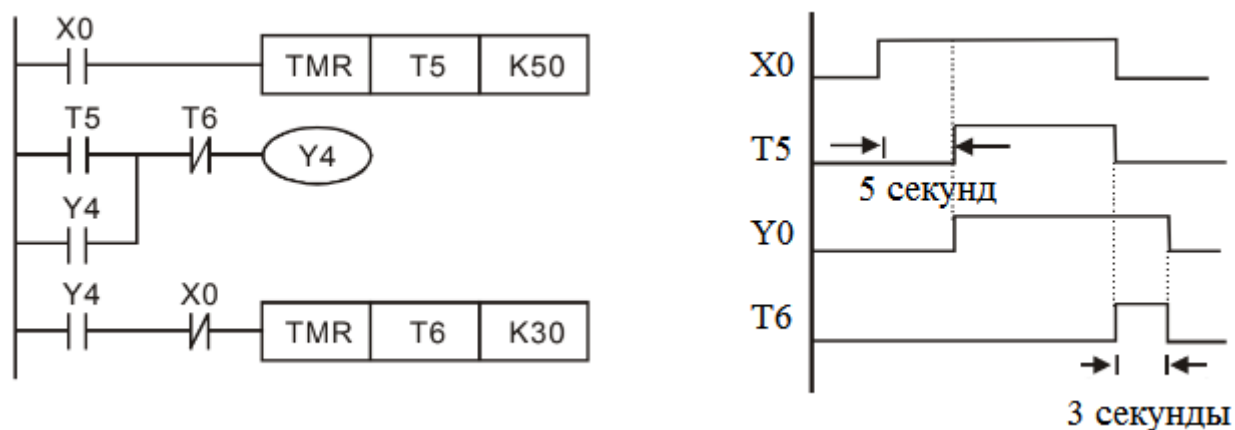 X0
TMR T5 K50
T5 T6
Y4
Y4
Y4 X0
TMR T6 K30
X0
T5
5 секунд
Y0
T6
3 секунды